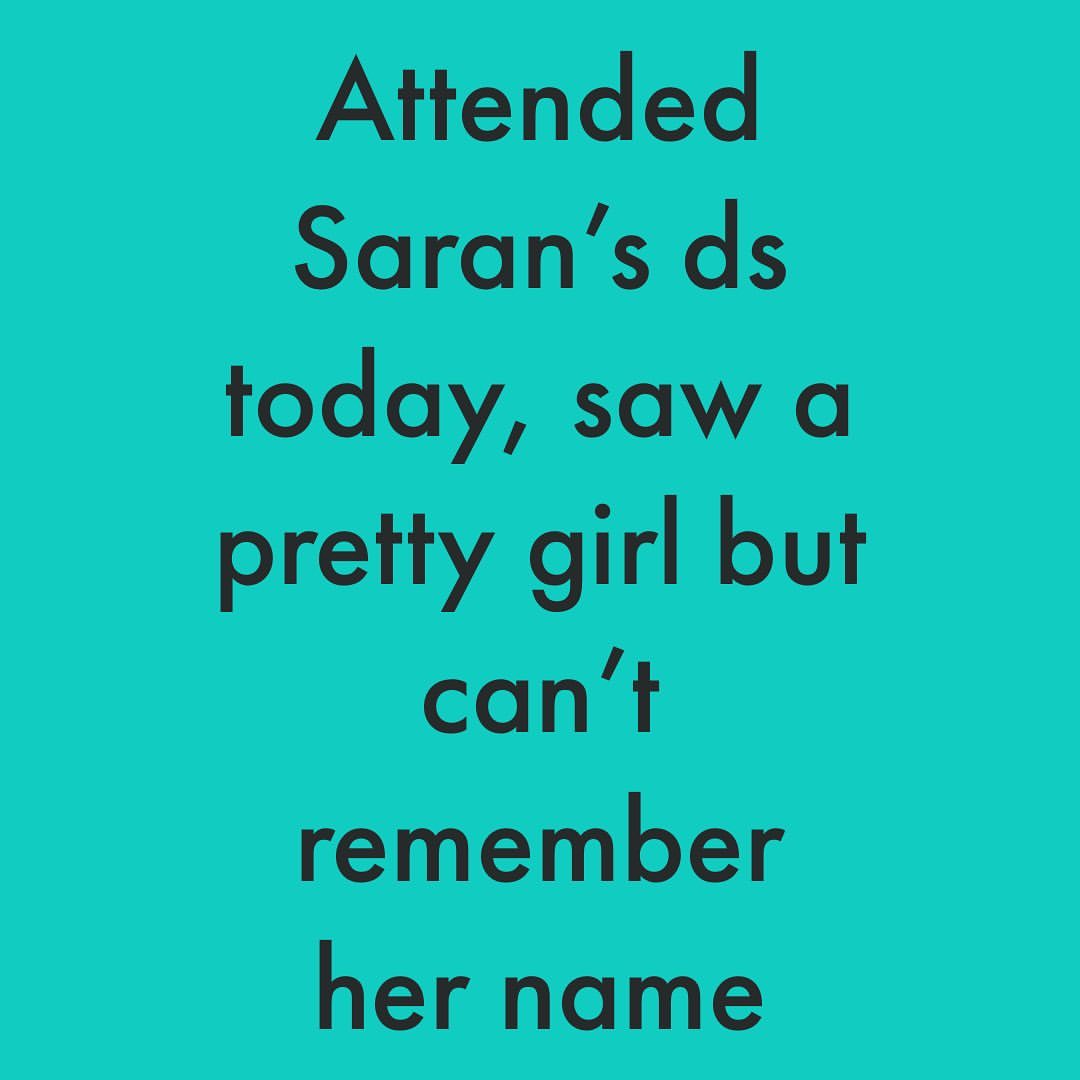 Attended
Saran’s ds
today, saw a
pretty girl but
can’t
remember
her name